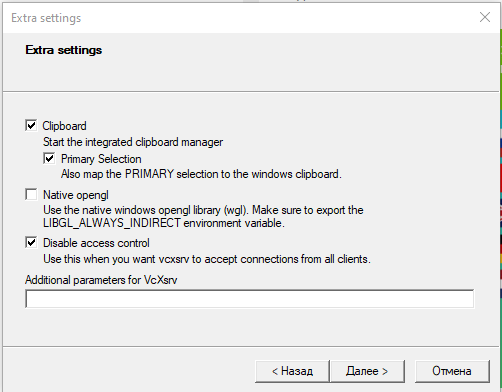 Extra settings
Extra settings
Clipboard
Start the integrated clipboard manager
Primary Selection
Also map the PRIMARY selection to the windows clipboard.
Native opengl
Use the native windows opengl library (wgl). Make sure to export the
LIBGL_ALWAYS_INDIRECT environment variable.
Disable access control
Use this when you want vcxsrv to accept connections from all clients.
Additional parameters for VcXsrv
< Назад
Далее >
Отмена